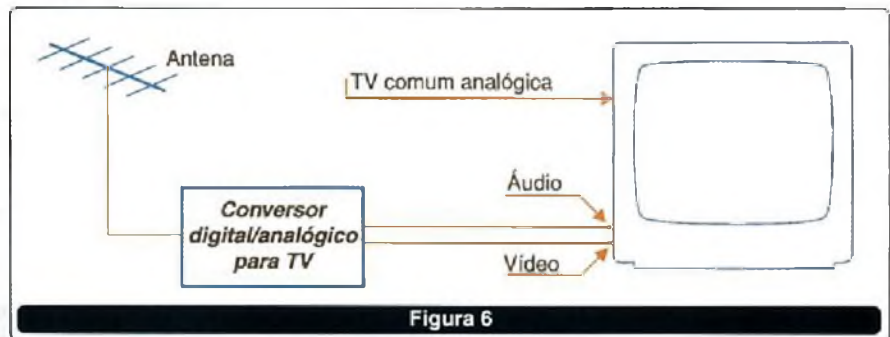 Antena
TV comum analógica
Áudio
Conversor
digital/analógico
para TV
Vídeo
Figura 6